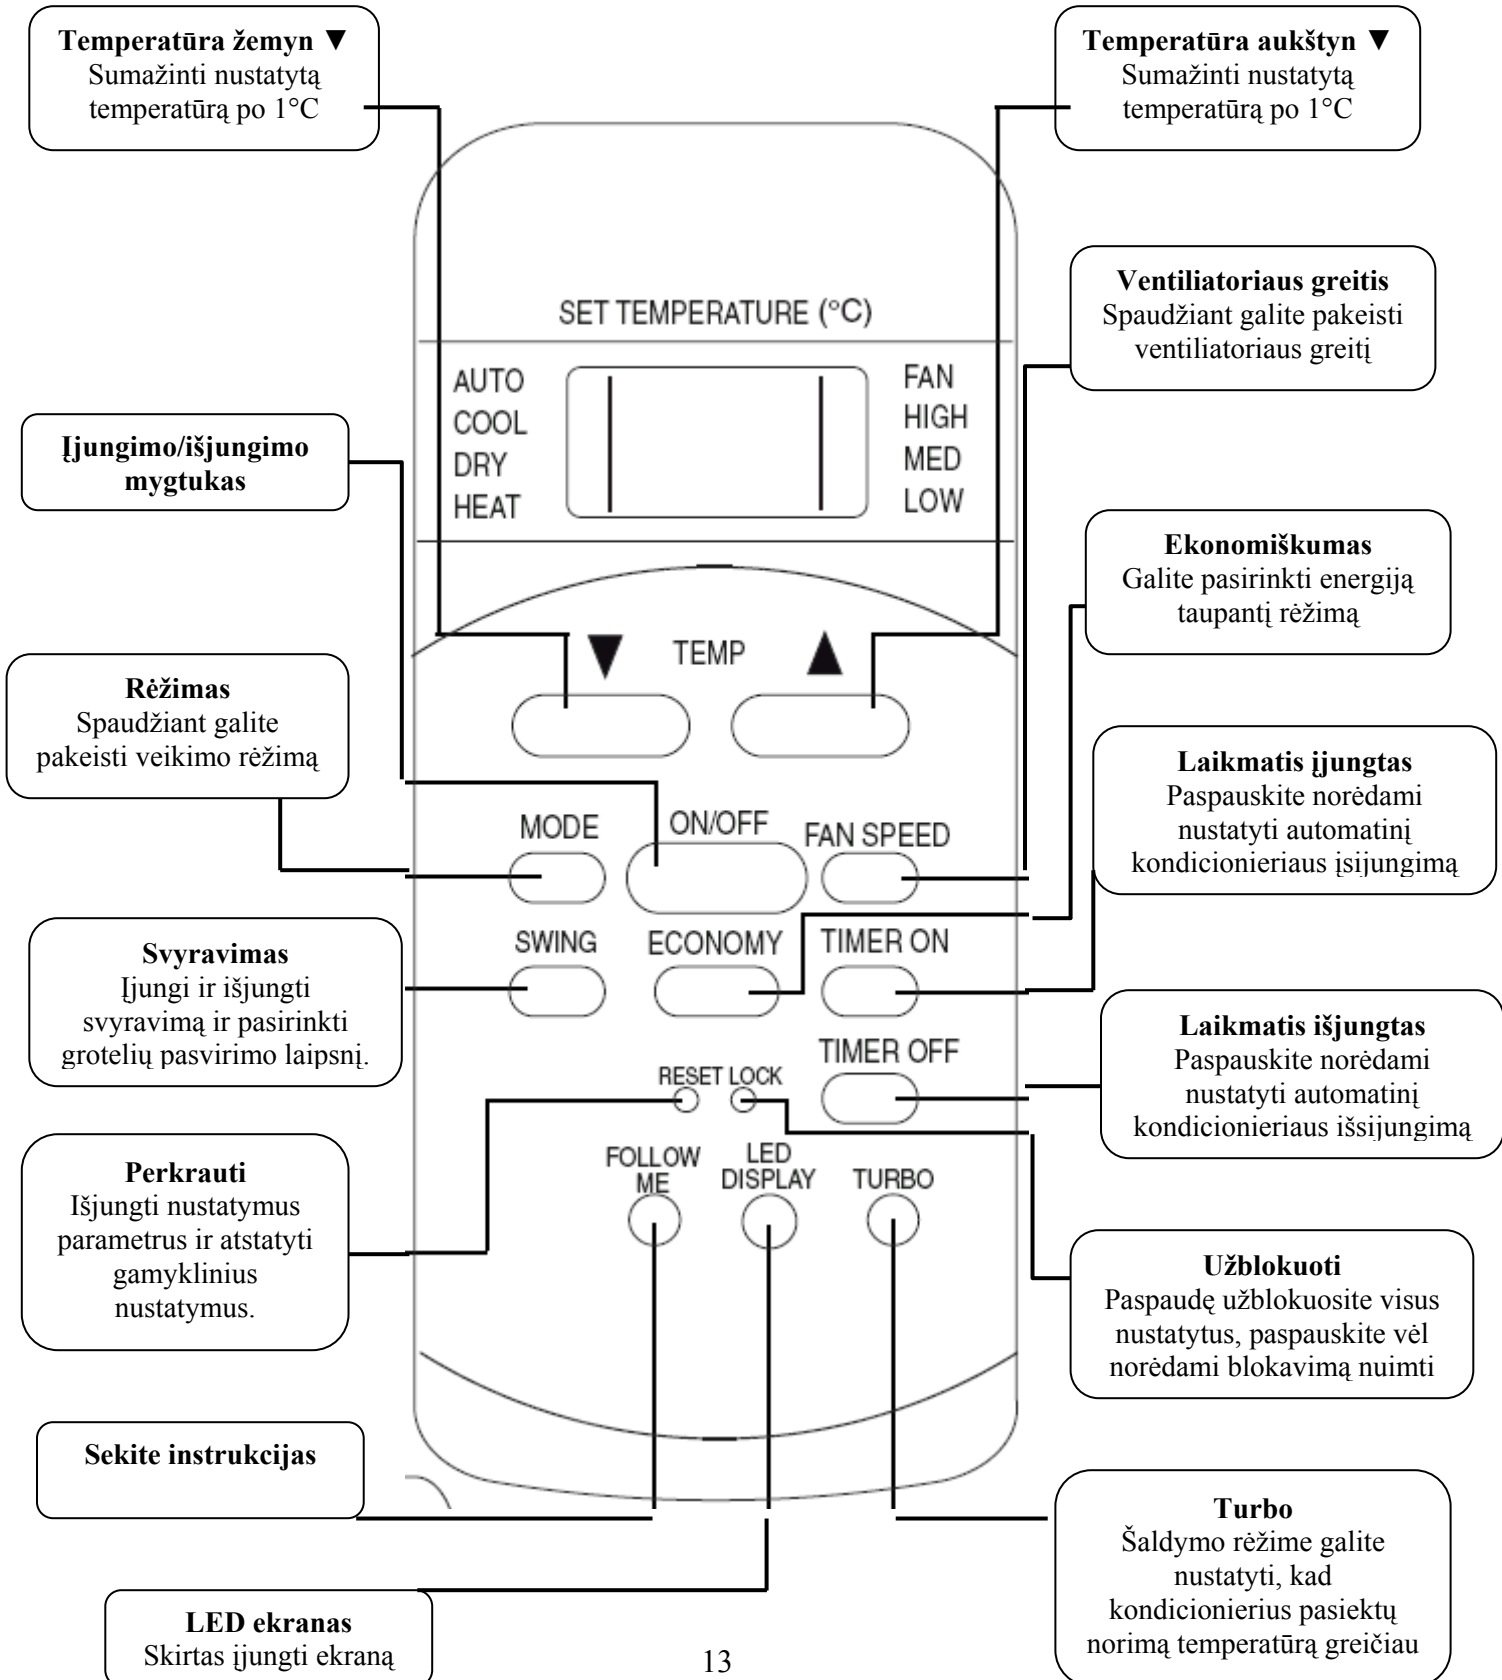 Temperatūra žemyn ▼
Sumažinti nustatytą
temperatūrą po 1°C
Temperatūra aukštyn ▼
Sumažinti nustatytą
temperatūrą po 1°C
Ventiliatoriaus greitis
Spaudžiant galite pakeisti
ventiliatoriaus greitį
SET TEMPERATURE (°C)
AUTO
COOL
DRY
HEAT
FAN
HIGH
MED
LOW
Įjungimo/išjungimo
mygtukas
Ekonomiškumas
Galite pasirinkti energiją
taupantį rėžimą
▼ TEMP ▲
Rėžimas
Spaudžiant galite
pakeisti veikimo rėžimą
Laikmatis įjungtas
Paspauskite norėdami
nustatyti automatinį
kondicionieriaus įsijungimą
MODE ON/OFF FAN SPEED
SWING ECONOMY TIMER ON
Svyravimas
Įjungi ir išjungti
svyravimą ir pasirinkti
grotelių pasvirimo laipsnį.
Laikmatis išjungtas
Paspauskite norėdami
nustatyti automatinį
kondicionieriaus išsijungimą
TIMER OFF
RESET LOCK
FOLLOW
ME
LED
DISPLAY
TURBO
Perkrauti
Išjungti nustatymus
parametrus ir atstatyti
gamyklinius
nustatymus.
Užblokuoti
Paspaudę užblokuosite visus
nustatytus, paspauskite vėl
norėdami blokavimą nuimti
Sekite instrukcijas
Turbo
Šaldymo rėžime galite
nustatyti, kad
kondicionierius pasiektų
norimą temperatūrą greičiau
LED ekranas
Skirtas įjungti ekraną
13